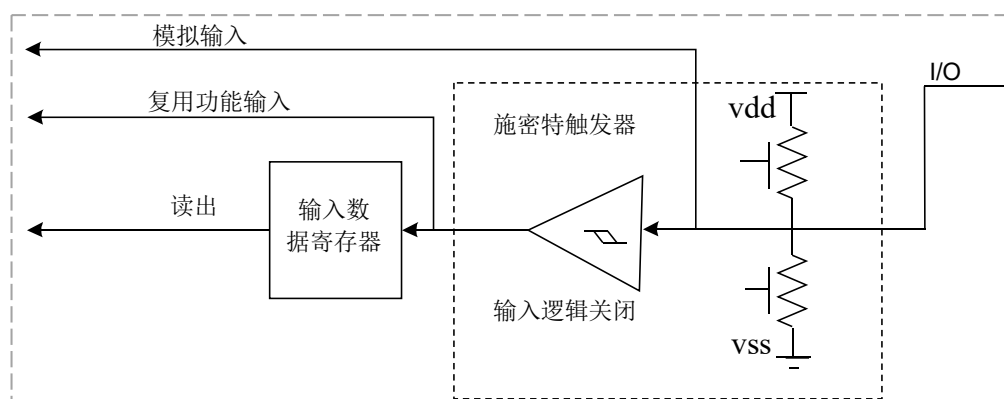 模拟输入
I/O
复用功能输入
vdd
施密特触发器
读出
输入数
据寄存器
输入逻辑关闭
vss